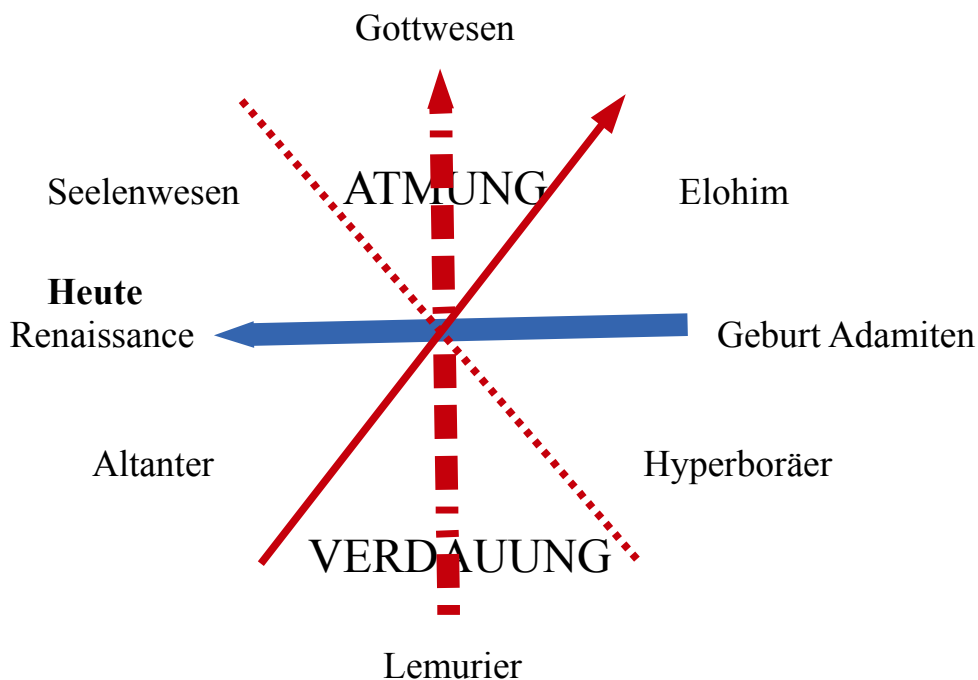 Gottwesen
Seelenwesen
ATMUNG
Elohim
Heute
Renaissance
Geburt Adamiten
Altanter
Hyperboräer
VERDAUUNG
Lemurier